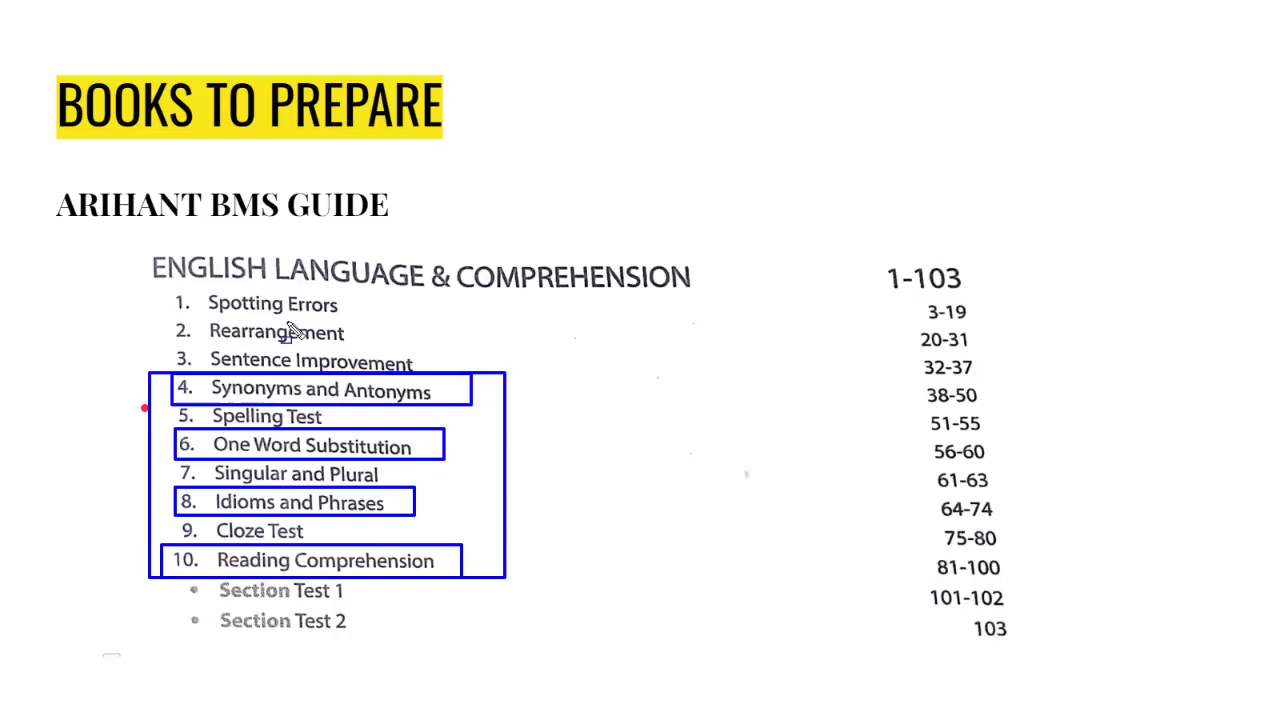 BOOKS TO PREPARE
ARIHANT BMS GUIDE
ENGLISH LANGUAGE & COMPREHENSION 1-103
1. Spotting Errors 3-19
2. Rearrangement 20-31
3. Sentence Improvement 32-37
4. Synonyms and Antonyms 38-50
5. Spelling Test 51-55
6. One Word Substitution 56-60
7. Singular and Plural 61-63
8. Idioms and Phrases 64-74
9. Cloze Test 75-80
10. Reading Comprehension 81-100
• Section Test 1 101-102
• Section Test 2 103